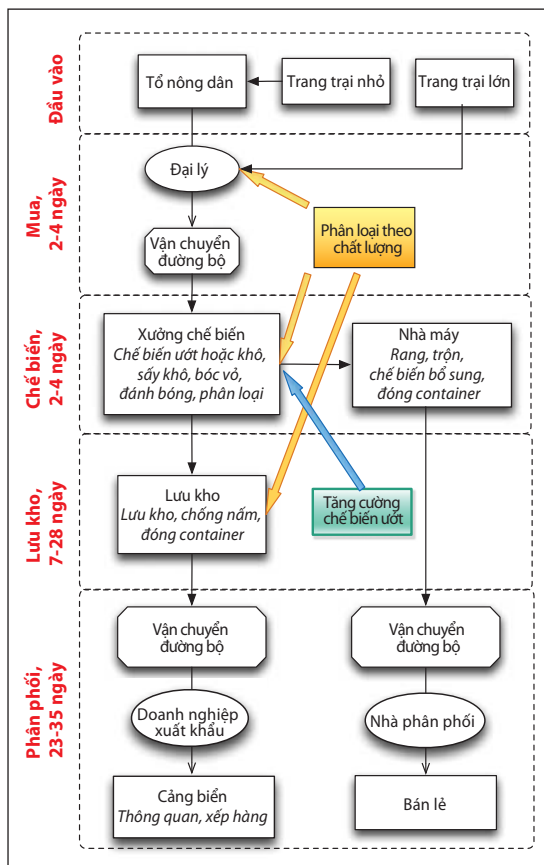 Đầu vào
Tổ nông dân
Trang trại nhỏ
Trang trại lớn
Mua,
2-4 ngày
Đại lý
Vận chuyển
đường bộ
Phân loại theo
chất lượng
Chế biến,
2-4 ngày
Xưởng chế biến
Chế biến ướt hoặc khô,
sấy khô, bóc vỏ,
đánh bóng, phân loại
Nhà máy
Rang, trộn,
chế biến bổ sung,
đóng container
Lưu kho,
7-28 ngày
Lưu kho
Lưu kho, chống nấm,
đóng container
Tăng cường
chế biến ướt
Phân phối,
23-35 ngày
Vận chuyển
đường bộ
Doanh nghiệp
xuất khẩu
Cảng biển
Thông quan, xếp hàng
Vận chuyển
đường bộ
Nhà phân phối
Bán lẻ